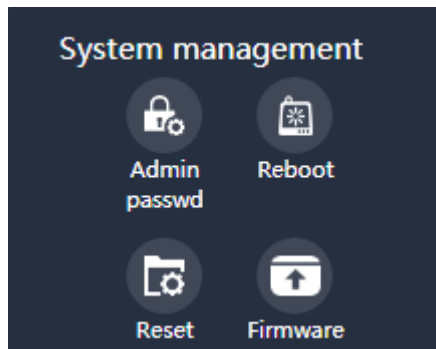 System management
Admin
passwd
Reboot
Reset
Firmware